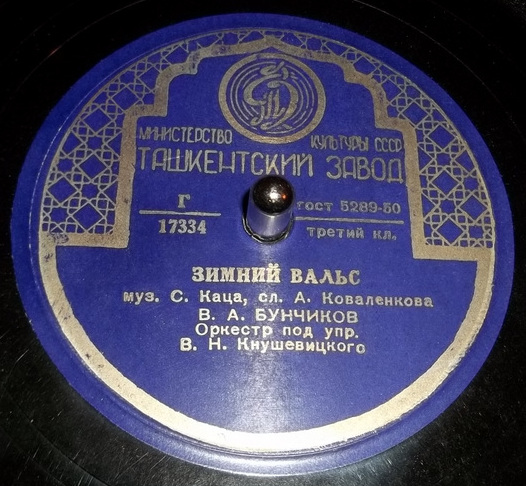 МИНИСТЕРСТВО КУЛЬТУРЫ СССР
ТАШКЕНТСКИЙ ЗАВОД
Г
17334
ГОСТ 5289-50
третий кл.
ЗИМНИЙ ВАЛЬС
муз. С. Каца, сл. А. Коваленкова
В. А. БУНЧИКОВ
Оркестр под упр.
В. Н. Кнушевицкого